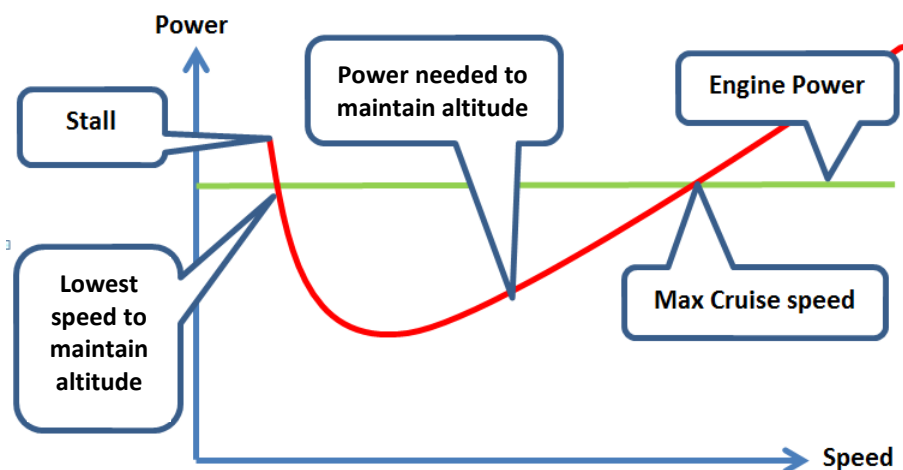 Power
Power needed to
maintain altitude
Engine Power
Stall
Lowest
speed to
maintain
altitude
Max Cruise speed
Speed